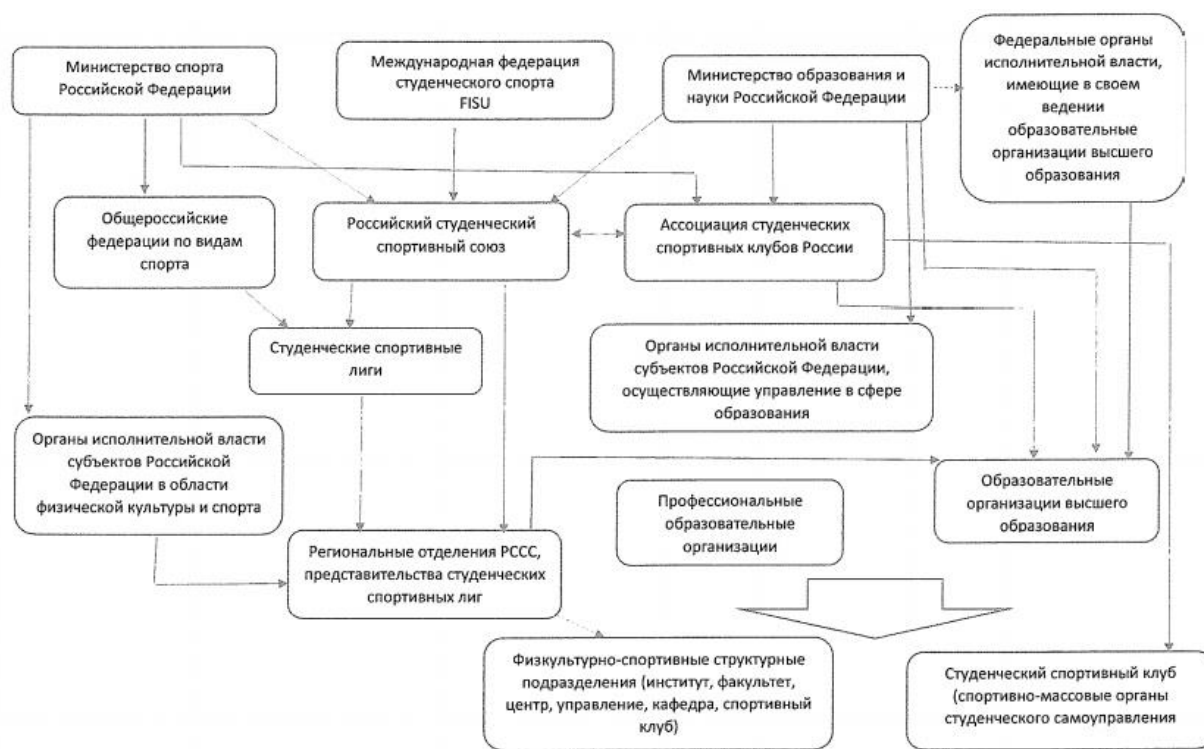 Министерство спорта
Российской Федерации
Международная федерация
студенческого спорта
FISU
Министерство образования и
науки Российской Федерации
Федеральные органы
исполнительной власти,
имеющие в своем
ведении
образовательные
организации высшего
образования
Общероссийские
федерации по видам
спорта
Российский студенческий
спортивный союз
Ассоциация студенческих
спортивных клубов России
Студенческие спортивные
лиги
Органы исполнительной власти
субъектов Российской Федерации,
осуществляющие управление в сфере
образования
Органы исполнительной власти
субъектов Российской
Федерации в области
физической культуры и спорта
Профессиональные
образовательные
организации
Образовательные
организации высшего
образования
Региональные отделения РССС,
представительства студенческих
спортивных лиг
Физкультурно-спортивные структурные
подразделения (институт, факультет,
центр, управление, кафедра, спортивный
клуб)
Студенческий спортивный клуб
(спортивно-массовые органы
студенческого самоуправления